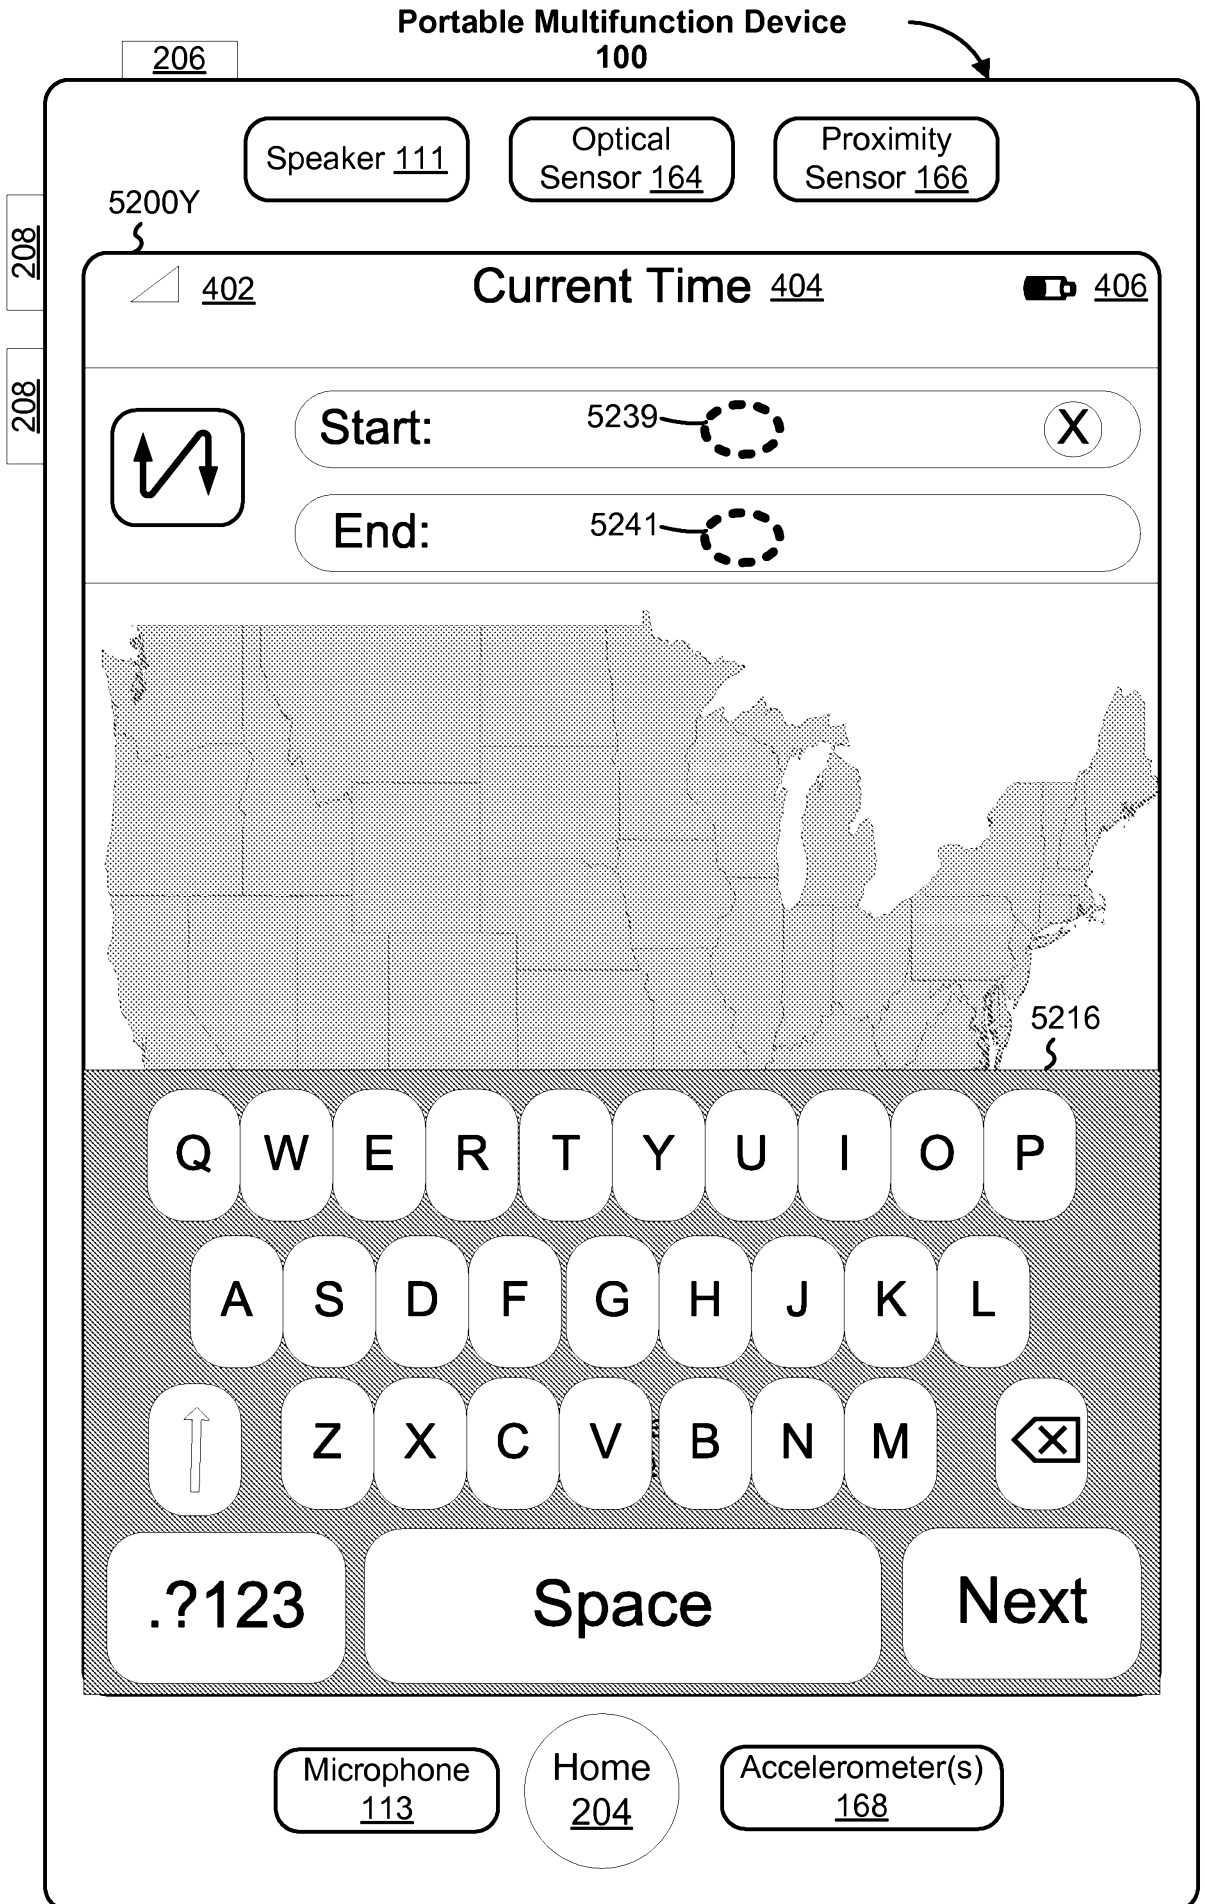 Portable Multifunction Device
100
206
Speaker 111
Optical
Sensor 164
Proximity
Sensor 166
5200Y
208
208
402
Current Time 404
406
Start:
5239
X
End:
5241
5216
Q W E R T Y U I O P
A S D F G H J K L
Z X C V B N M
.?123
Space
Next
Microphone
113
Home
204
Accelerometer(s)
168